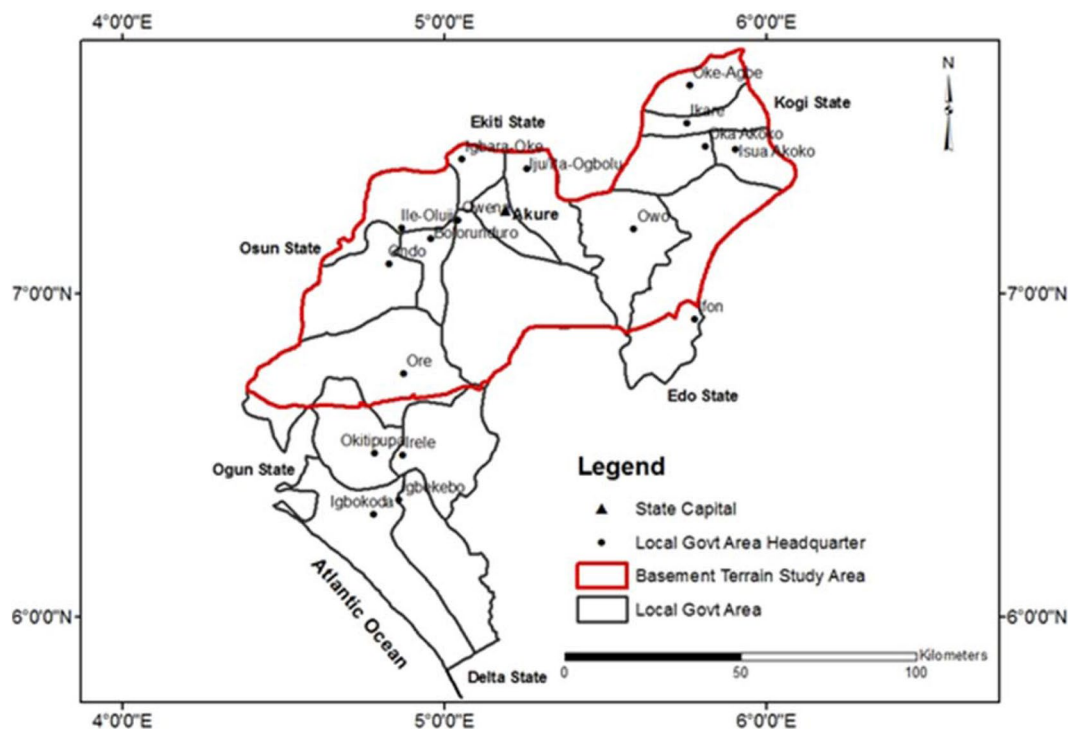 4°0'0"E 5°0'0"E 6°0'0"E
N
Oke-Agbe
Kogi State
Ikare
Ekiti State
Oka Akoko
Isua Akoko
Igbara-Oke
Iju/Ita-Ogbolu
Owena
Akure
Ile-Oluji
Owo
Bolorunduro
Osun State
Ondo
7°0'0"N 7°0'0"N
Ifon
Ore
Edo State
Okitipupa Irele
Ogun State
Igbekebo
Igbokoda
Legend
State Capital
Local Govt Area Headquarter
Basement Terrain Study Area
Local Govt Area
Atlantic Ocean
6°0'0"N 6°0'0"N
Kilometers
0 50 100
Delta State
4°0'0"E 5°0'0"E 6°0'0"E